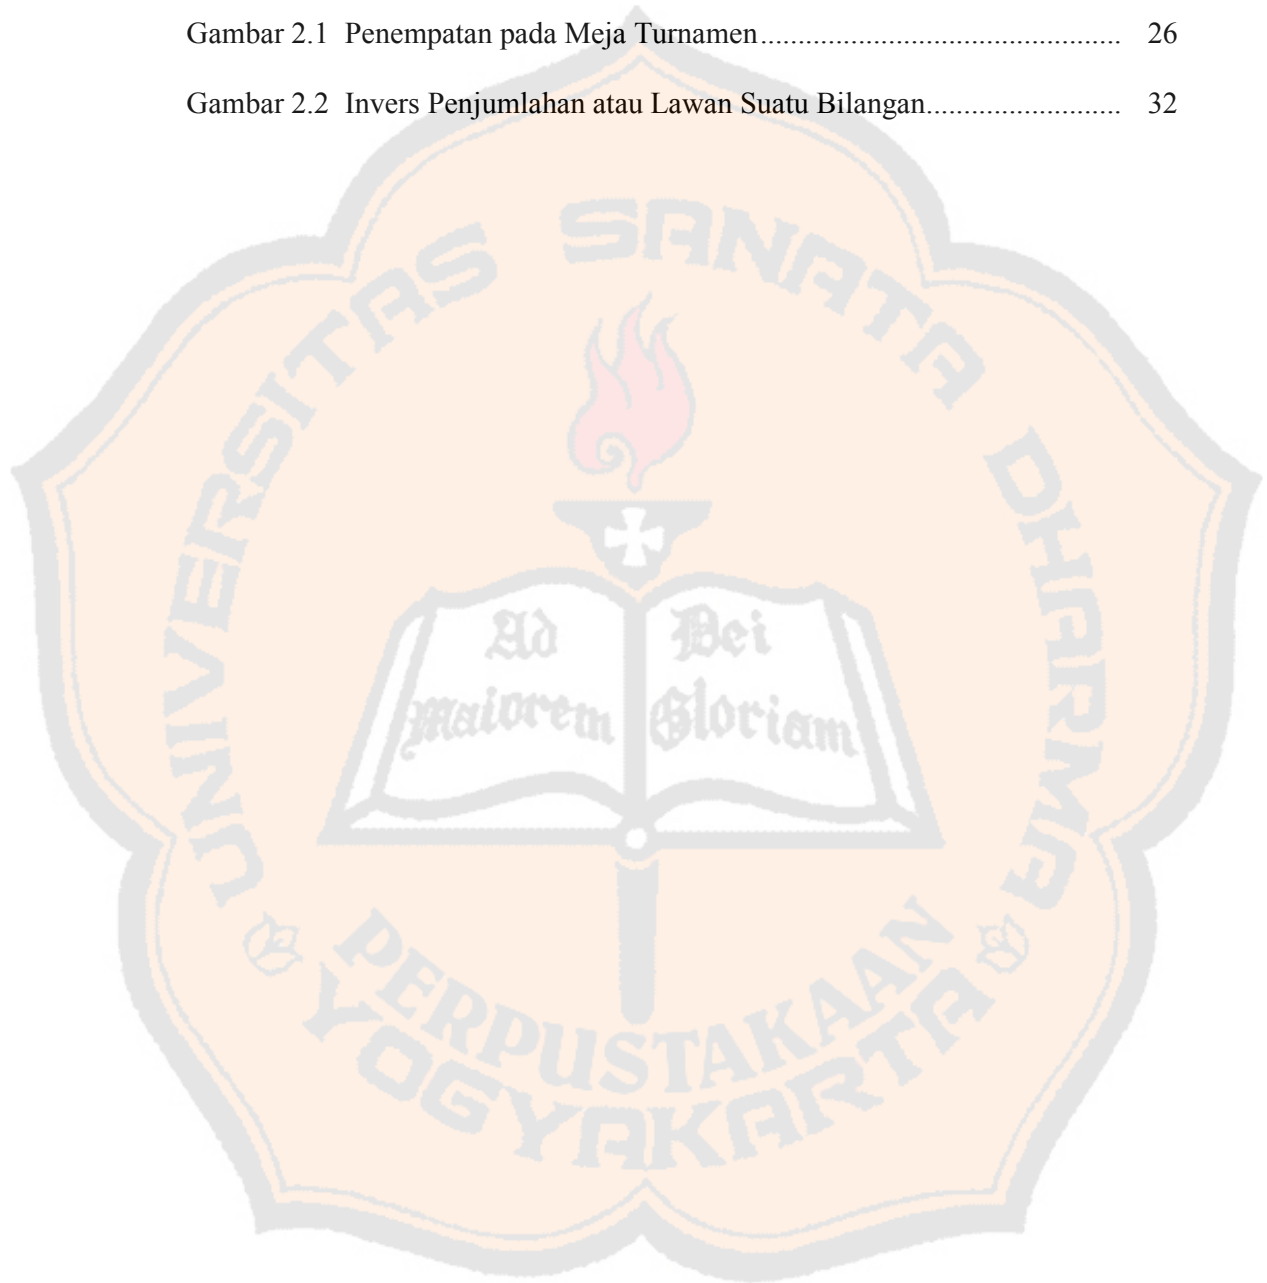 Gambar 2.1 Penempatan pada Meja Turnamen............................................... 26
Gambar 2.2 Invers Penjumlahan atau Lawan Suatu Bilangan.......................... 32
UNIVERSITAS SANATA DHARMA
Ad Dei
maiorem Gloriam
PERPUSTAKAAN
YOGYAKARTA